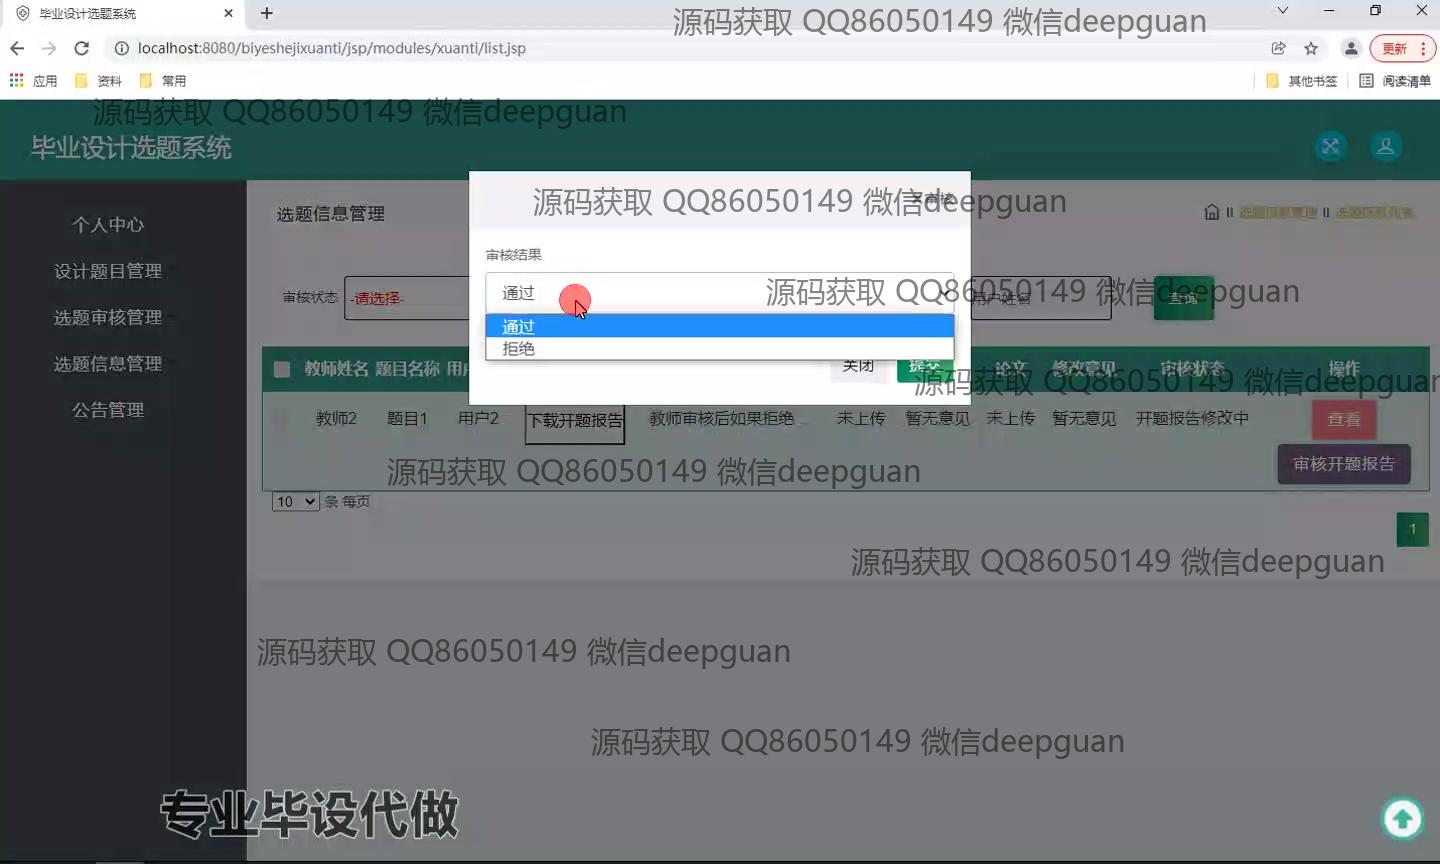 毕业设计选题系统
源码获取 QQ86050149 微信deepguan
localhost:8080/biyeshejixuanti/jsp/modules/xuanti/list.jsp
更新
应用 资料 常用
其他书签 阅读清单
源码获取 QQ86050149 微信deepguan
毕业设计选题系统
个人中心
设计题目管理
选题审核管理
选题信息管理
公告管理
选题信息管理
源码获取 QQ86050149 微信deepguan
审核结果
通过
通过
拒绝
关闭 提交
审核状态 -请选择-
用户姓名
查询
源码获取 QQ86050149 微信deepguan
教师姓名 题目名称 用户 论文 修改意见 审核状态 操作
源码获取 QQ86050149 微信deepguan
教师2 题目1 用户2 下载开题报告 教师审核后如果拒绝 未上传 暂无意见 未上传 暂无意见 开题报告修改中 查看
审核开题报告
源码获取 QQ86050149 微信deepguan
10 条 每页
1
源码获取 QQ86050149 微信deepguan
源码获取 QQ86050149 微信deepguan
源码获取 QQ86050149 微信deepguan
专业毕设代做